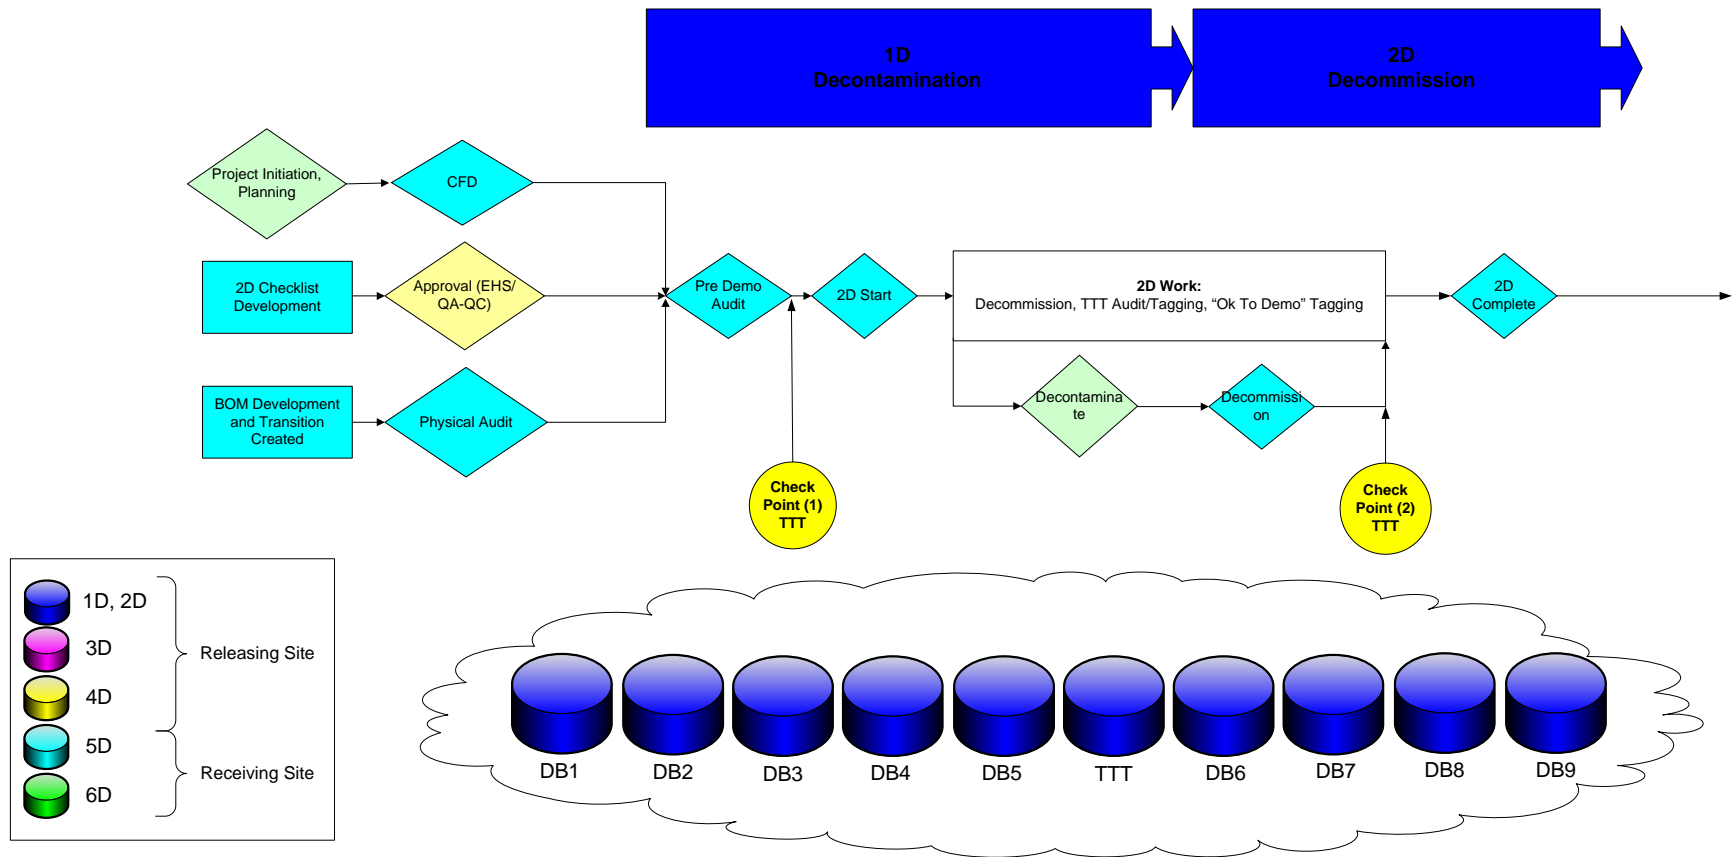 1D
Decontamination
2D
Decommission
Project Initiation,
Planning
CFD
2D Checklist
Development
Approval (EHS/
QA-QC)
Pre Demo
Audit
2D Start
2D Work:
Decommission, TTT Audit/Tagging, “Ok To Demo” Tagging
2D
Complete
BOM Development
and Transition
Created
Physical Audit
Decontamina
te
Decommissi
on
Check
Point (1)
TTT
Check
Point (2)
TTT
1D, 2D
3D
4D
5D
6D
Releasing Site
Receiving Site
DB1
DB2
DB3
DB4
DB5
TTT
DB6
DB7
DB8
DB9